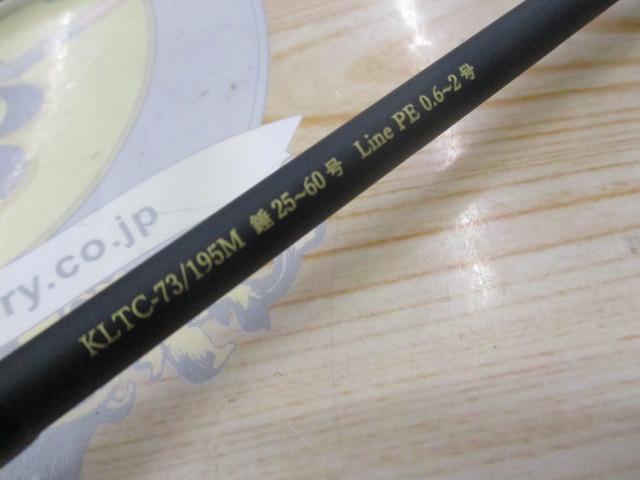 KLTC-73/195M 錘 25~60 号 Line PE 0.6~2 号
ry.co.jp